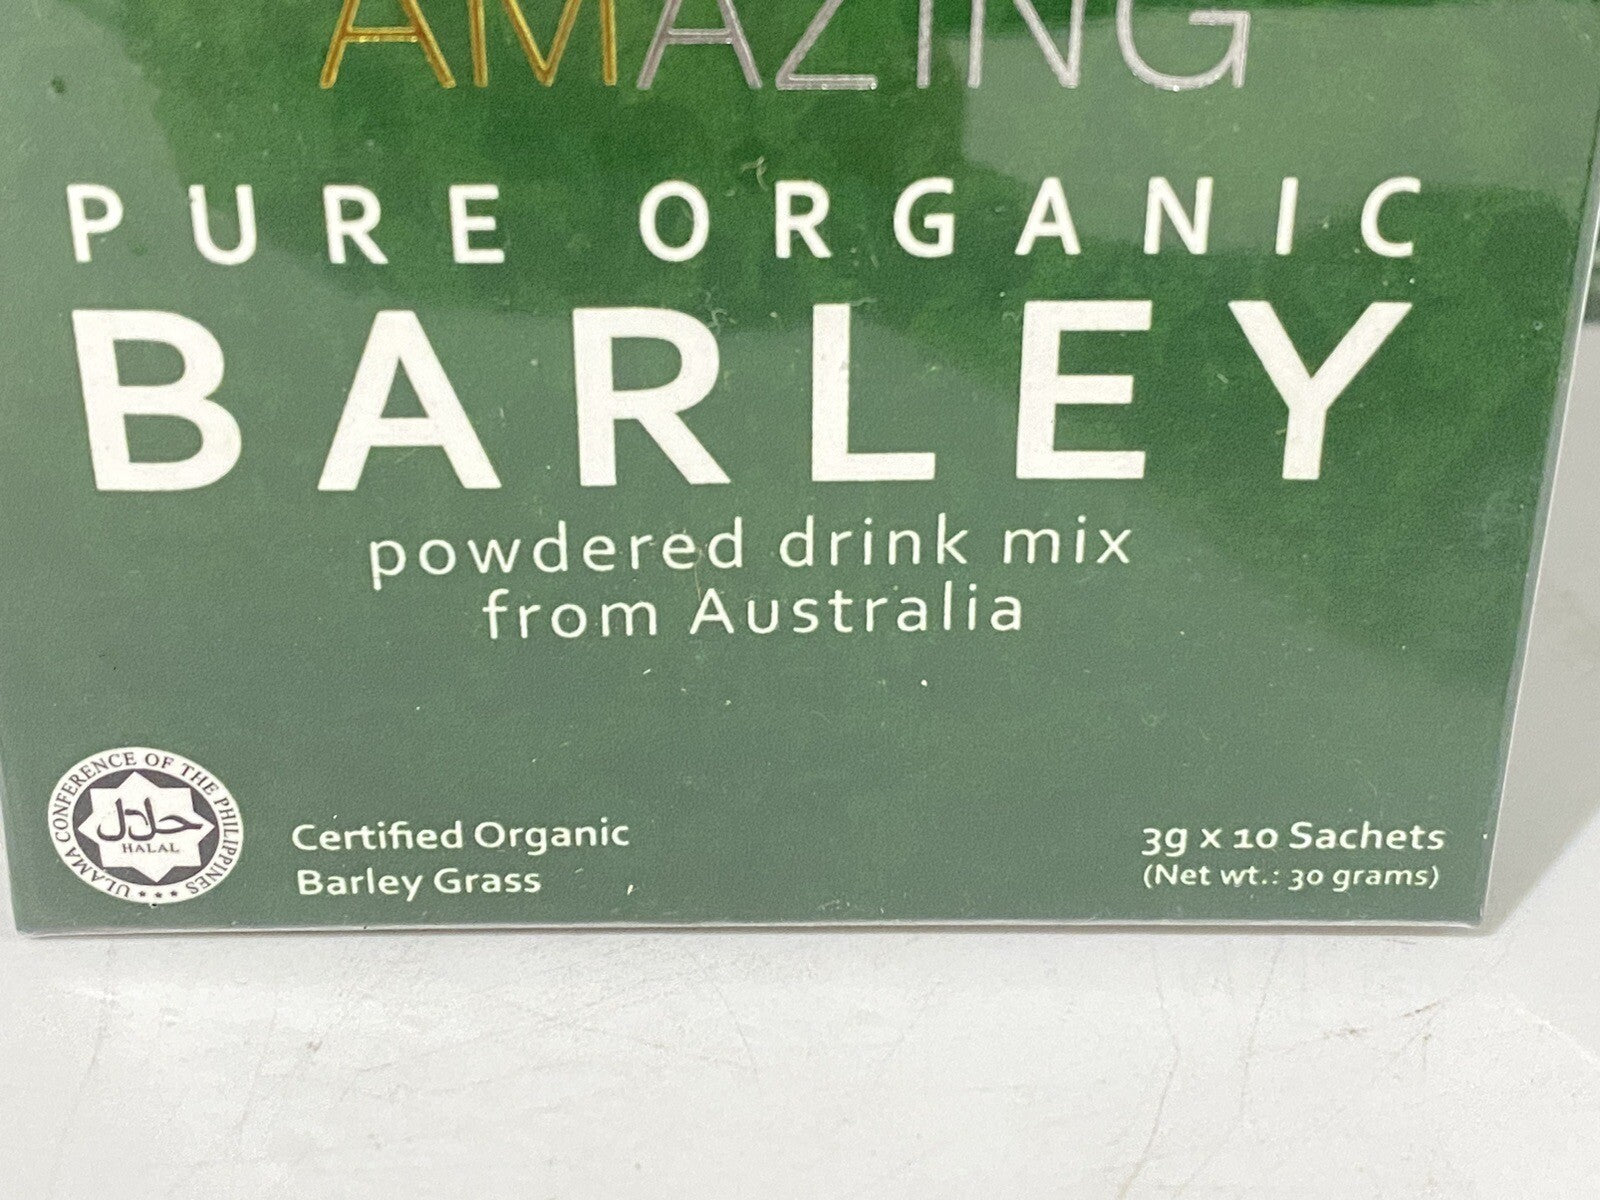 AMAZING
PURE ORGANIC
BARLEY
powdered drink mix
from Australia
ULAMA CONFERENCE OF THE PHILIPPINES
حلال
HALAL
Certified Organic
Barley Grass
3g x 10 Sachets
(Net wt.: 30 grams)